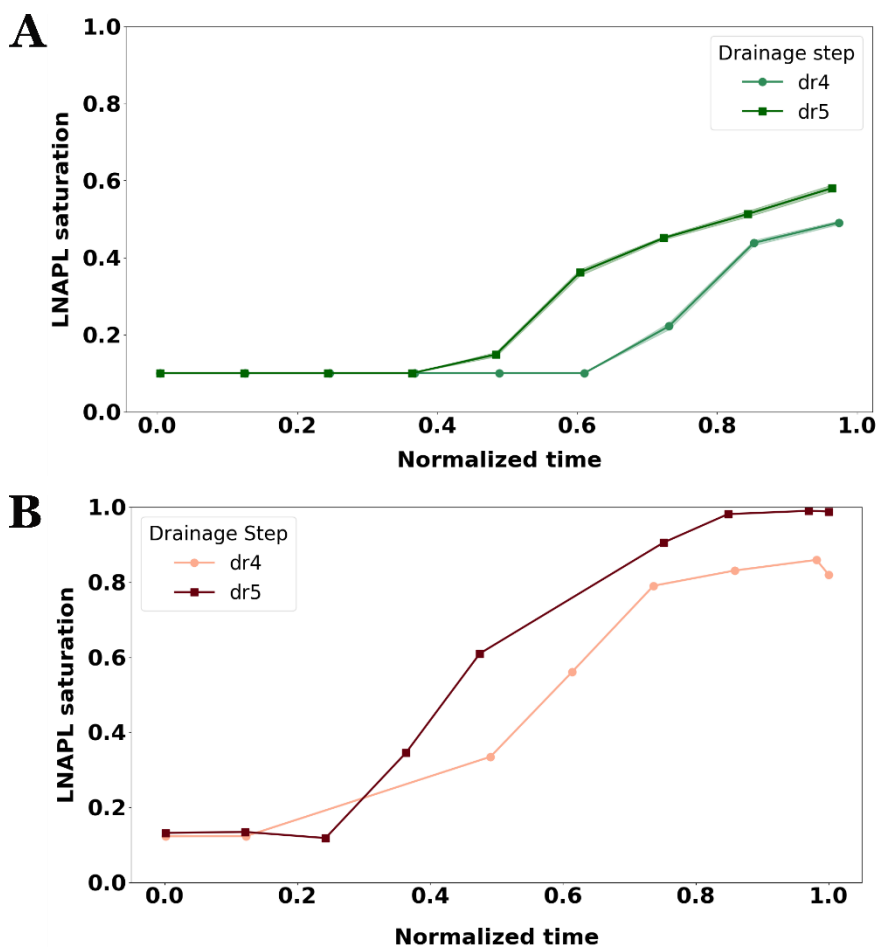 A
1.0
0.8
0.6
0.4
0.2
0.0
LNAPL saturation
Drainage step
dr4
dr5
0.0 0.2 0.4 0.6 0.8 1.0
Normalized time
B
1.0
0.8
0.6
0.4
0.2
0.0
LNAPL saturation
Drainage Step
dr4
dr5
0.0 0.2 0.4 0.6 0.8 1.0
Normalized time